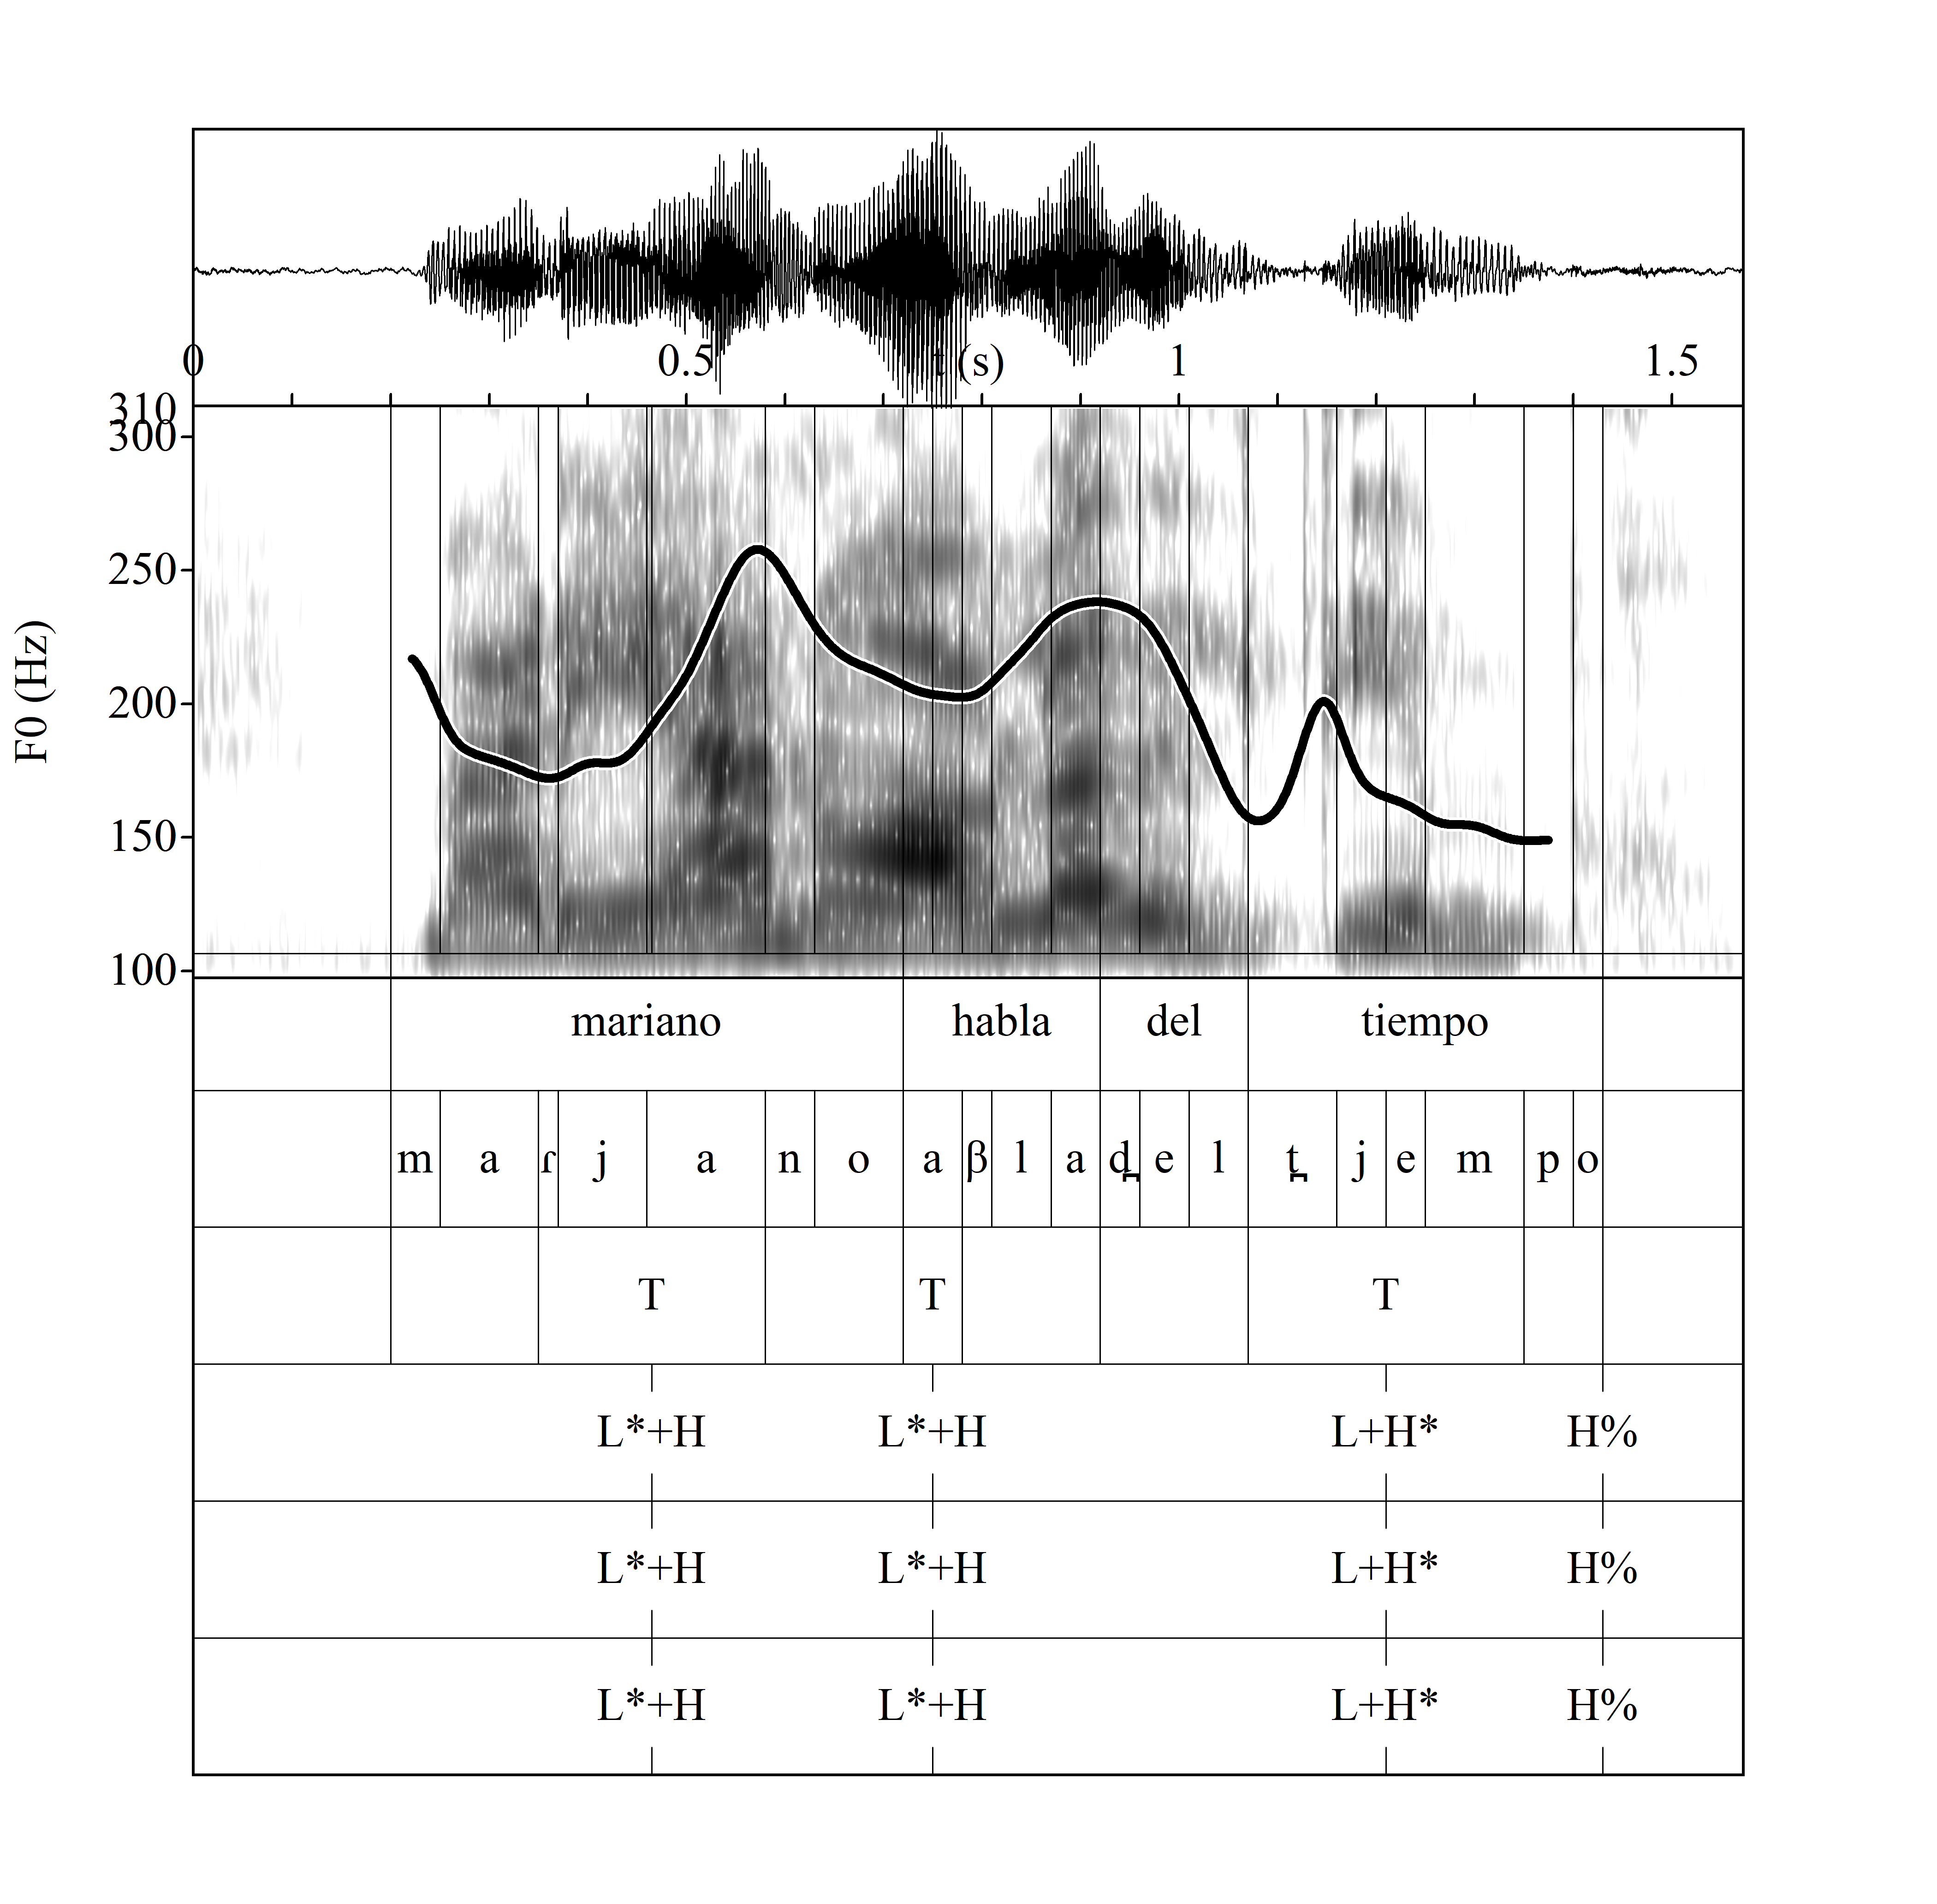 0 0.5 t (s) 1 1.5
310
300
250
200
150
100
F0 (Hz)
mariano habla del tiempo
m a ɾ j a n o a β l a d̪ e l t̪ j e m p o
T T T
L*+H L*+H L+H* H%
L*+H L*+H L+H* H%
L*+H L*+H L+H* H%